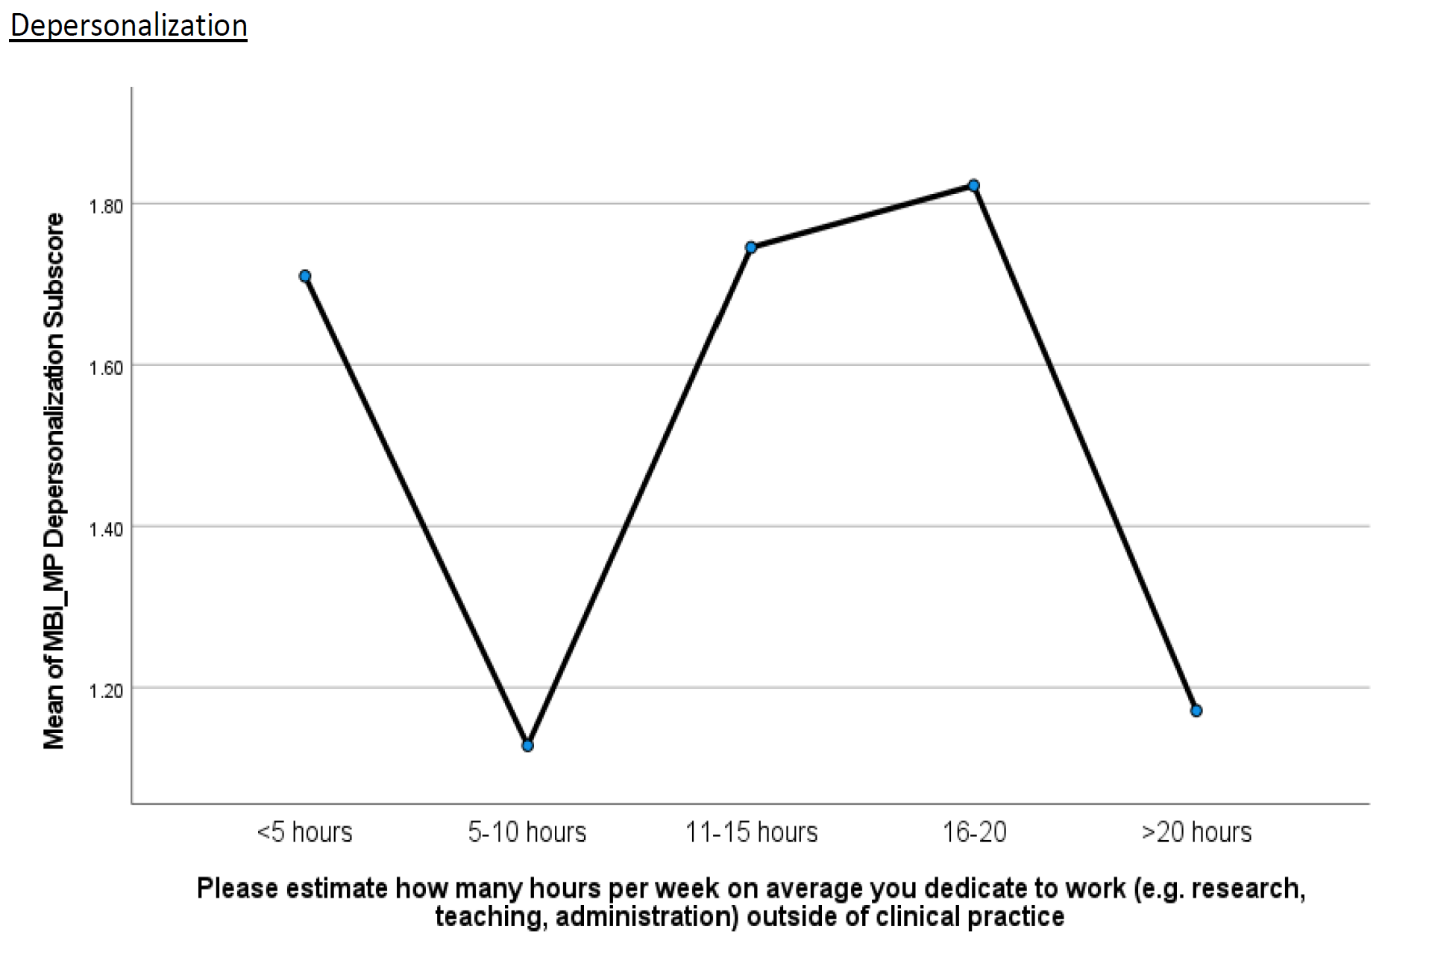 Depersonalization
Mean of MBI_MP Depersonalization Subscore
1.80
1.60
1.40
1.20
<5 hours
5-10 hours
11-15 hours
16-20
>20 hours
Please estimate how many hours per week on average you dedicate to work (e.g. research,
teaching, administration) outside of clinical practice